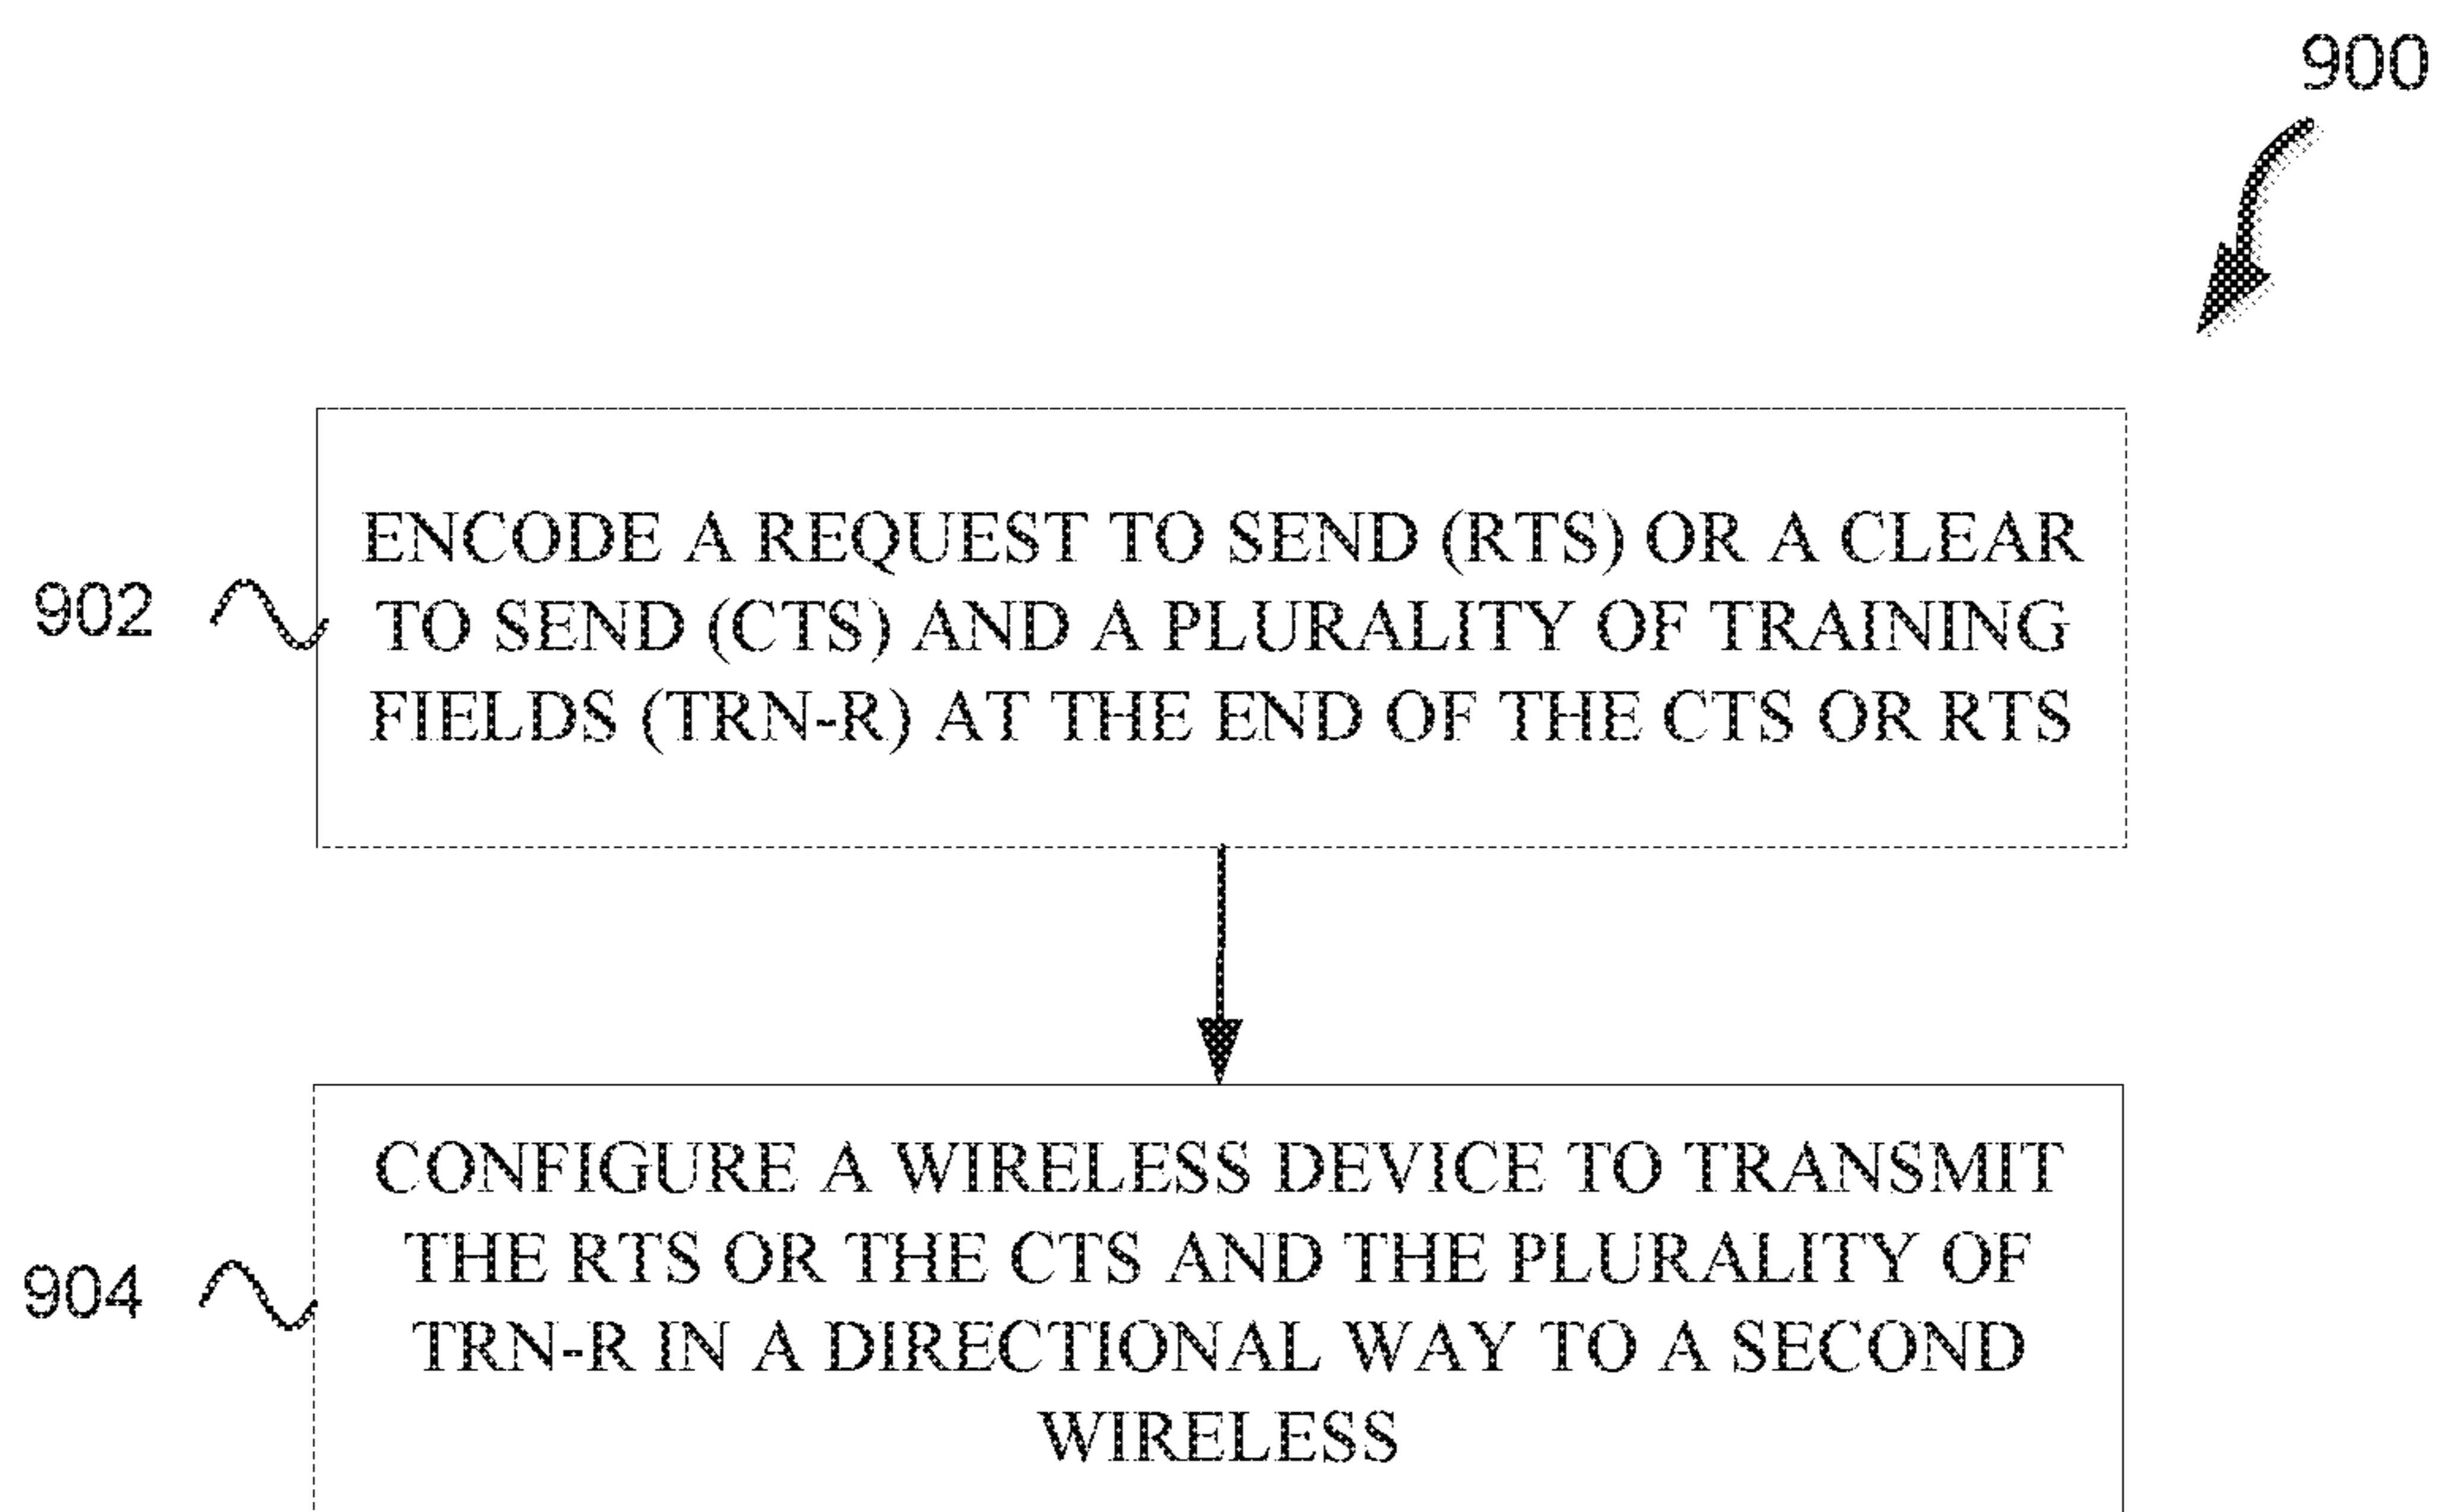 900
902
ENCODE A REQUEST TO SEND (RTS) OR A CLEAR
TO SEND (CTS) AND A PLURALITY OF TRAINING
FIELDS (TRN-R) AT THE END OF THE CTS OR RTS
904
CONFIGURE A WIRELESS DEVICE TO TRANSMIT
THE RTS OR THE CTS AND THE PLURALITY OF
TRN-R IN A DIRECTIONAL WAY TO A SECOND
WIRELESS